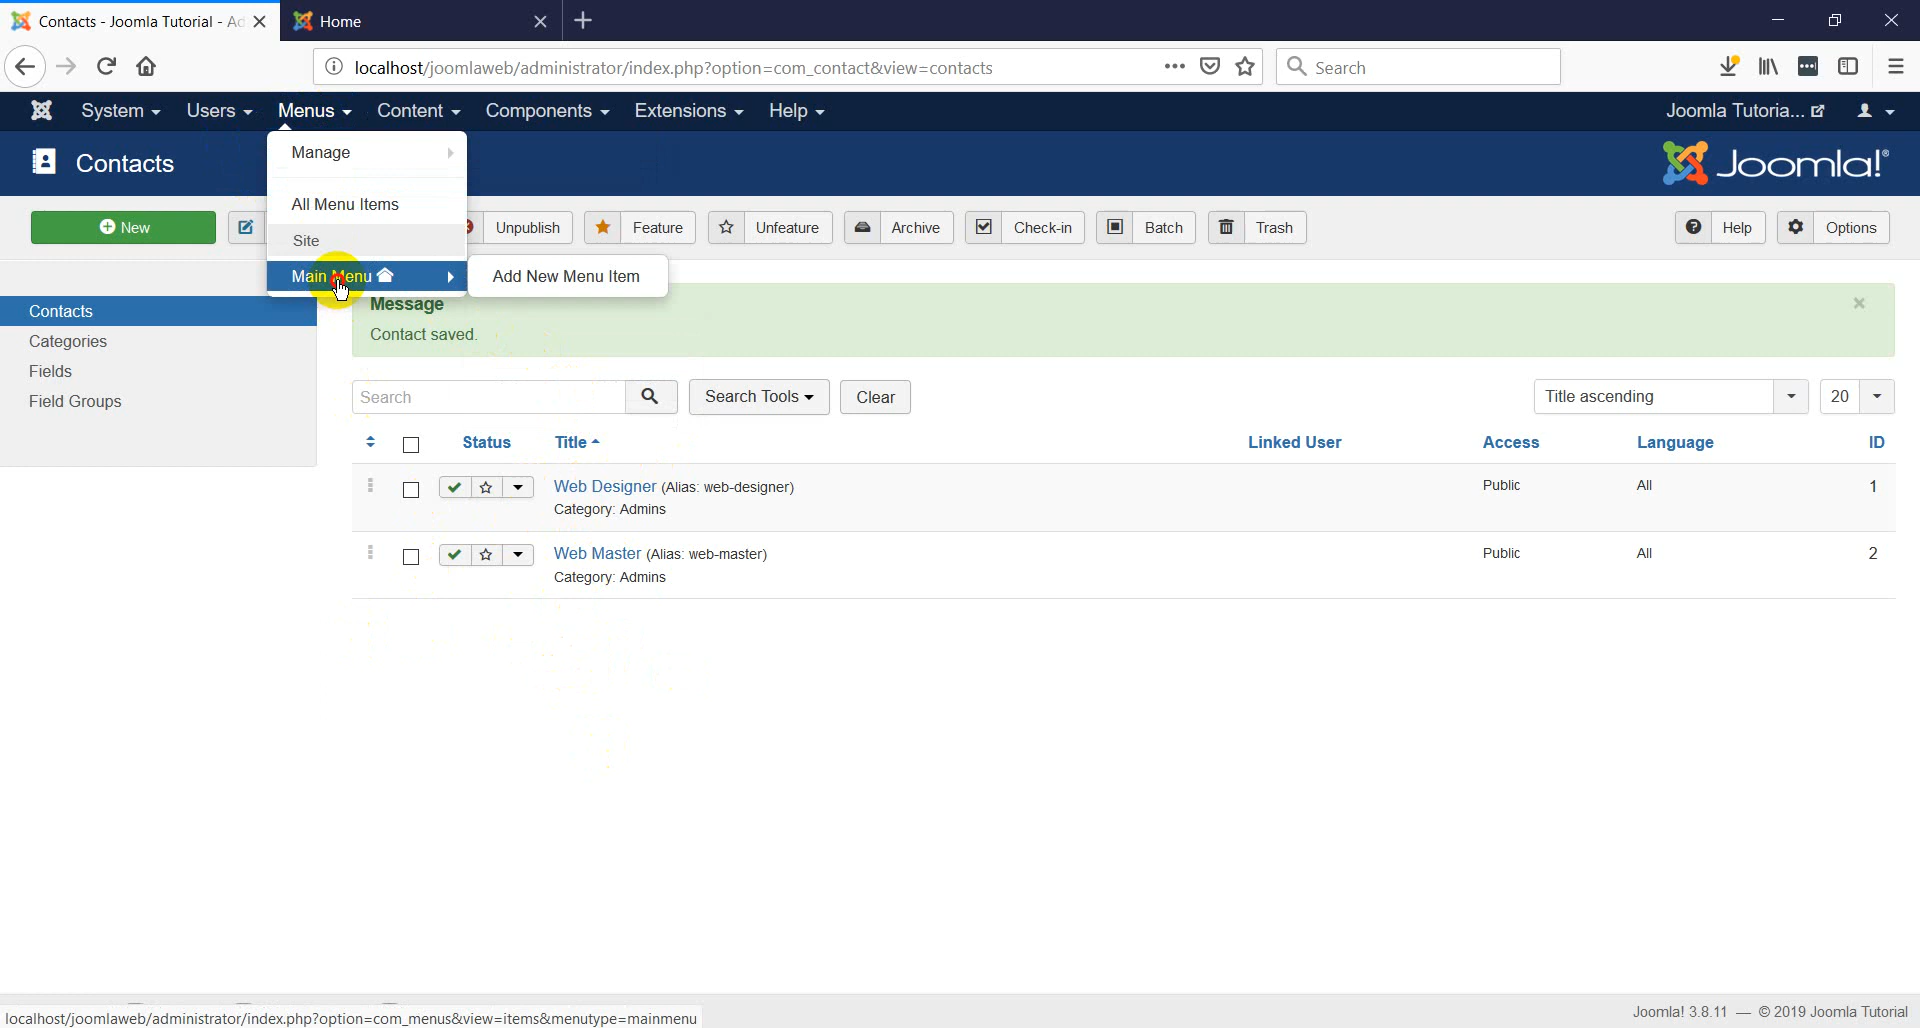 Contacts - Joomla Tutorial - Ad
Home
localhost/joomlaweb/administrator/index.php?option=com_contact&view=contacts
Search
System
Users
Menus
Content
Components
Extensions
Help
Joomla Tutoria...
Contacts
Joomla!®
Manage
All Menu Items
Site
Main Menu
Add New Menu Item
New
Unpublish
Feature
Unfeature
Archive
Check-in
Batch
Trash
Help
Options
Contacts
Categories
Fields
Field Groups
Message
Contact saved.
Search
Search Tools
Clear
Title ascending
20
Status
Title
Linked User
Access
Language
ID
Web Designer (Alias: web-designer)
Category: Admins
Public
All
1
Web Master (Alias: web-master)
Category: Admins
Public
All
2
localhost/joomlaweb/administrator/index.php?option=com_menus&view=items&menutype=mainmenu
Joomla! 3.8.11 — © 2019 Joomla Tutorial